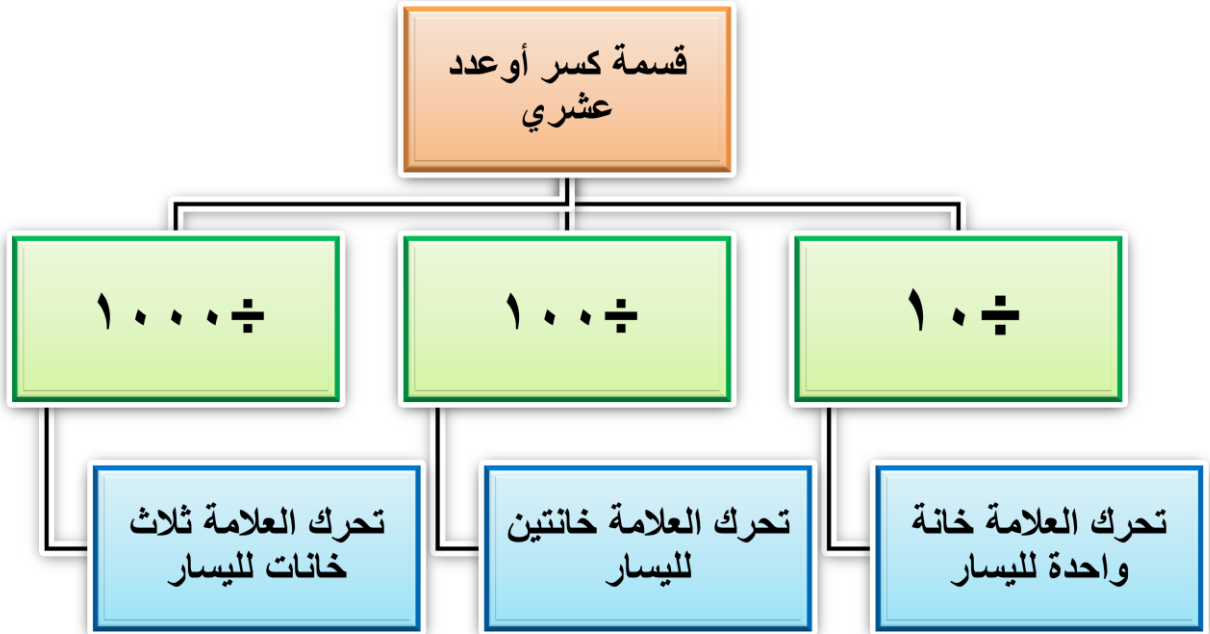 قسمة كسر أوعدد
عشري
÷١٠
÷١٠٠
÷١٠٠٠
تحرك العلامة خانة
واحدة لليسار
تحرك العلامة خانتين
لليسار
تحرك العلامة ثلاث
خانات لليسار